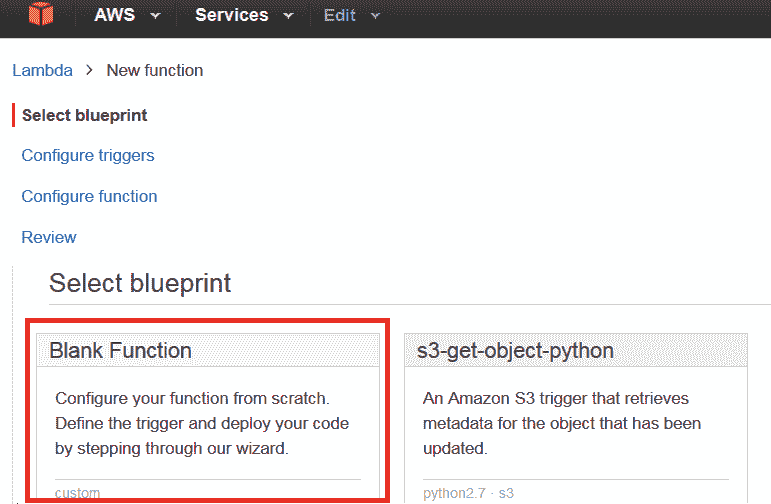 AWS Services Edit
Lambda > New function
Select blueprint
Configure triggers
Configure function
Review
Select blueprint
Blank Function
Configure your function from scratch.
Define the trigger and deploy your code
by stepping through our wizard.
custom
s3-get-object-python
An Amazon S3 trigger that retrieves
metadata for the object that has been
updated.
python2.7 · s3